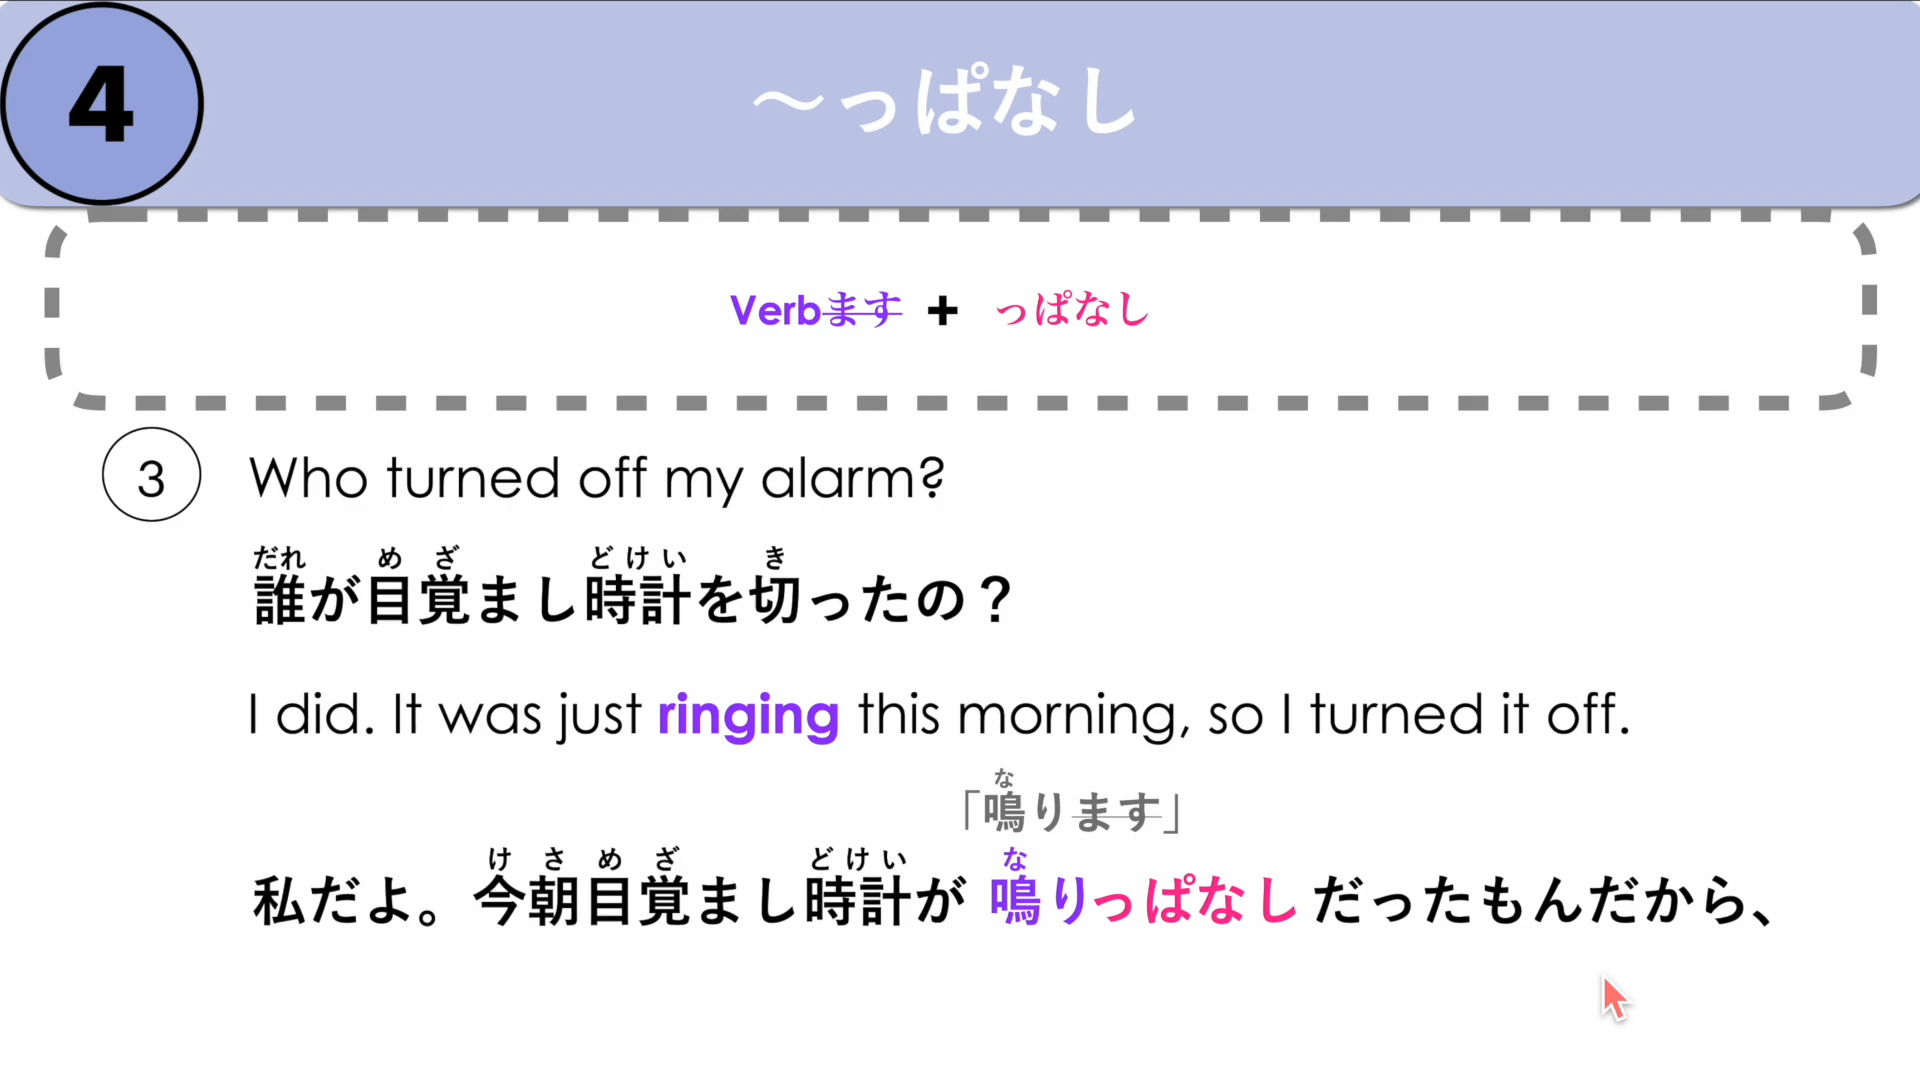 4
〜っぱなし
Verbます + っぱなし
3
Who turned off my alarm?
だれ め ざ どけい き
誰が目覚まし時計を切ったの？
I did. It was just ringing this morning, so I turned it off.
な
「鳴ります」
け さ め ざ どけい な
私だよ。今朝目覚まし時計が 鳴りっぱなしだったもんだから、